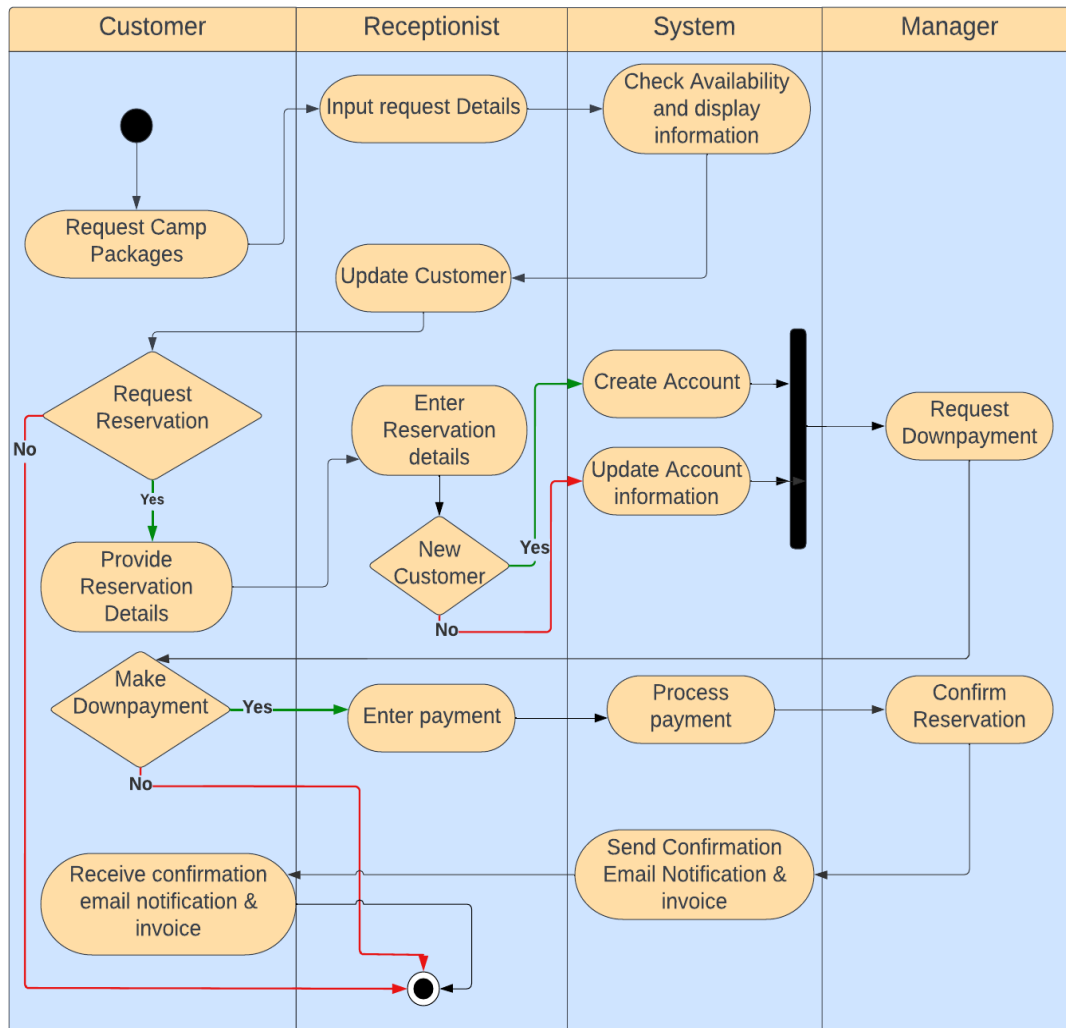 Customer
Receptionist
System
Manager
Input request Details
Check Availability
and display
information
Request Camp
Packages
Update Customer
Request
Reservation
No
Yes
Provide
Reservation
Details
Enter
Reservation
details
New
Customer
Yes
No
Create Account
Update Account
information
Request
Downpayment
Make
Downpayment
Yes
No
Enter payment
Process
payment
Confirm
Reservation
Send Confirmation
Email Notification &
invoice
Receive confirmation
email notification &
invoice